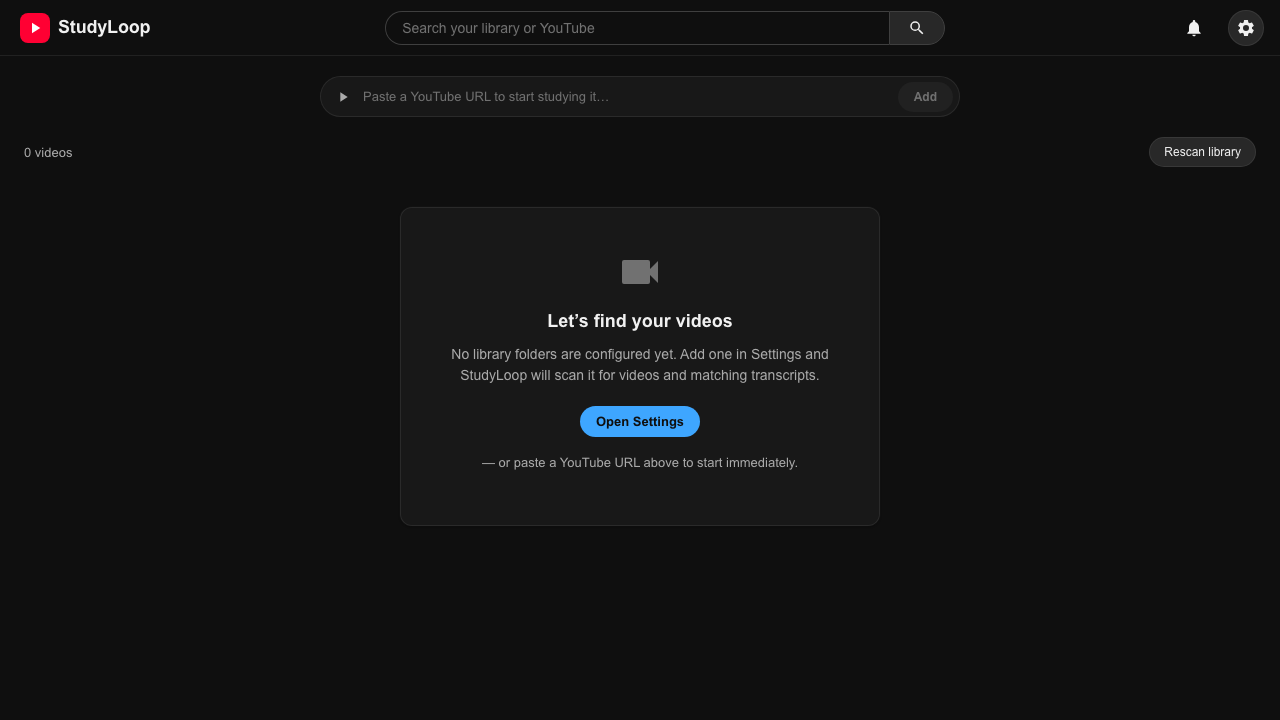 StudyLoop
Search your library or YouTube
Paste a YouTube URL to start studying it…
Add
0 videos
Rescan library
Let’s find your videos
No library folders are configured yet. Add one in Settings and
StudyLoop will scan it for videos and matching transcripts.
Open Settings
— or paste a YouTube URL above to start immediately.